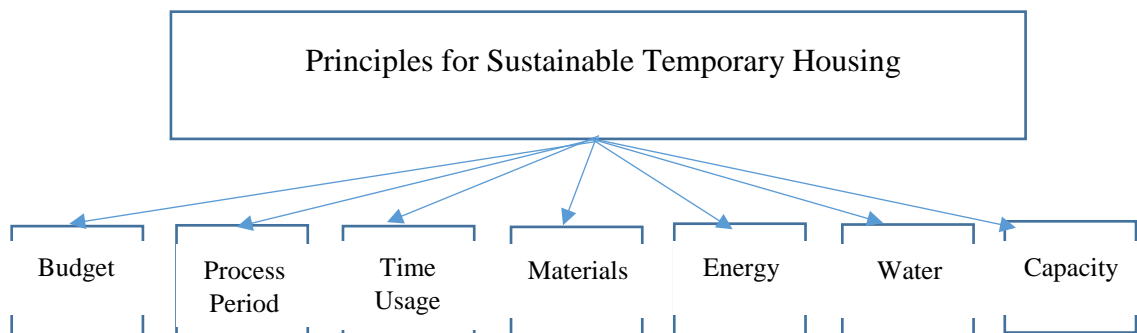 Principles for Sustainable Temporary Housing
Budget
Process
Period
Time
Usage
Materials
Energy
Water
Capacity